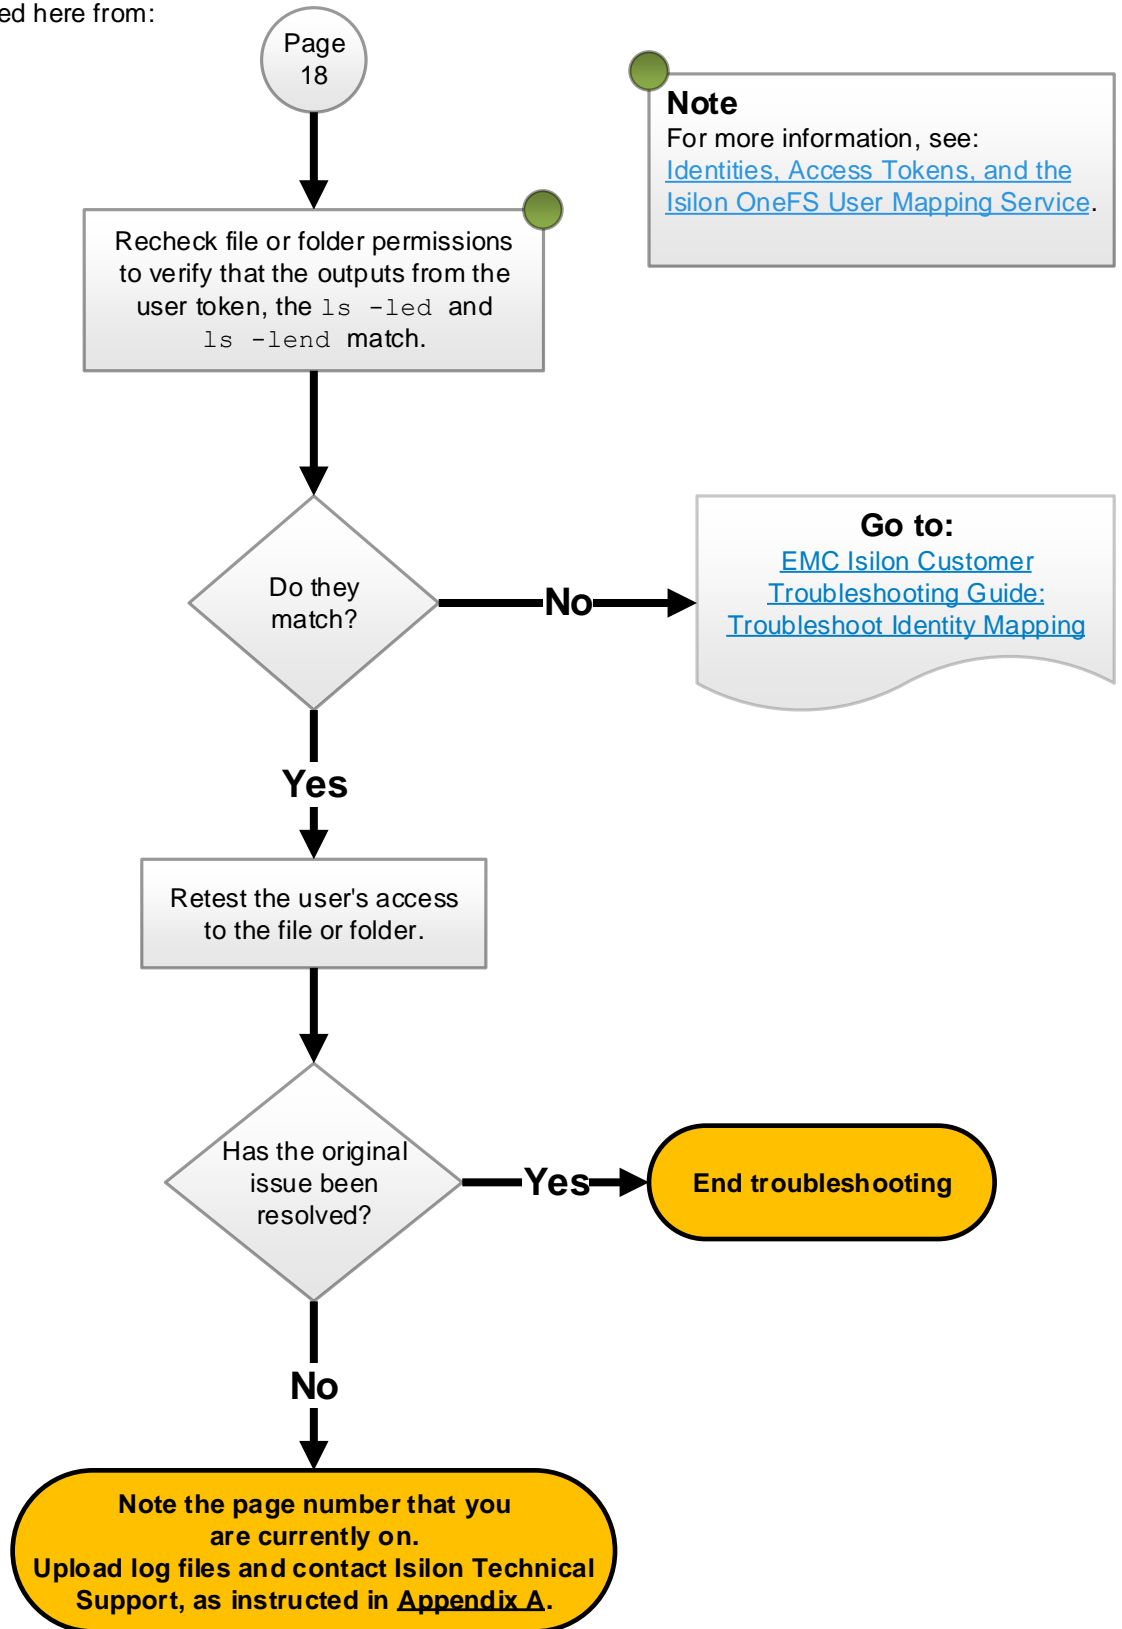 ed here from:
Page
18
Note
For more information, see:
Identities, Access Tokens, and the
Isilon OneFS User Mapping Service.
Recheck file or folder permissions
to verify that the outputs from the
user token, the ls -led and
ls -lend match.
Do they
match?
No
Go to:
EMC Isilon Customer
Troubleshooting Guide:
Troubleshoot Identity Mapping
Yes
Retest the user's access
to the file or folder.
Has the original
issue been
resolved?
Yes
End troubleshooting
No
Note the page number that you
are currently on.
Upload log files and contact Isilon Technical
Support, as instructed in Appendix A.